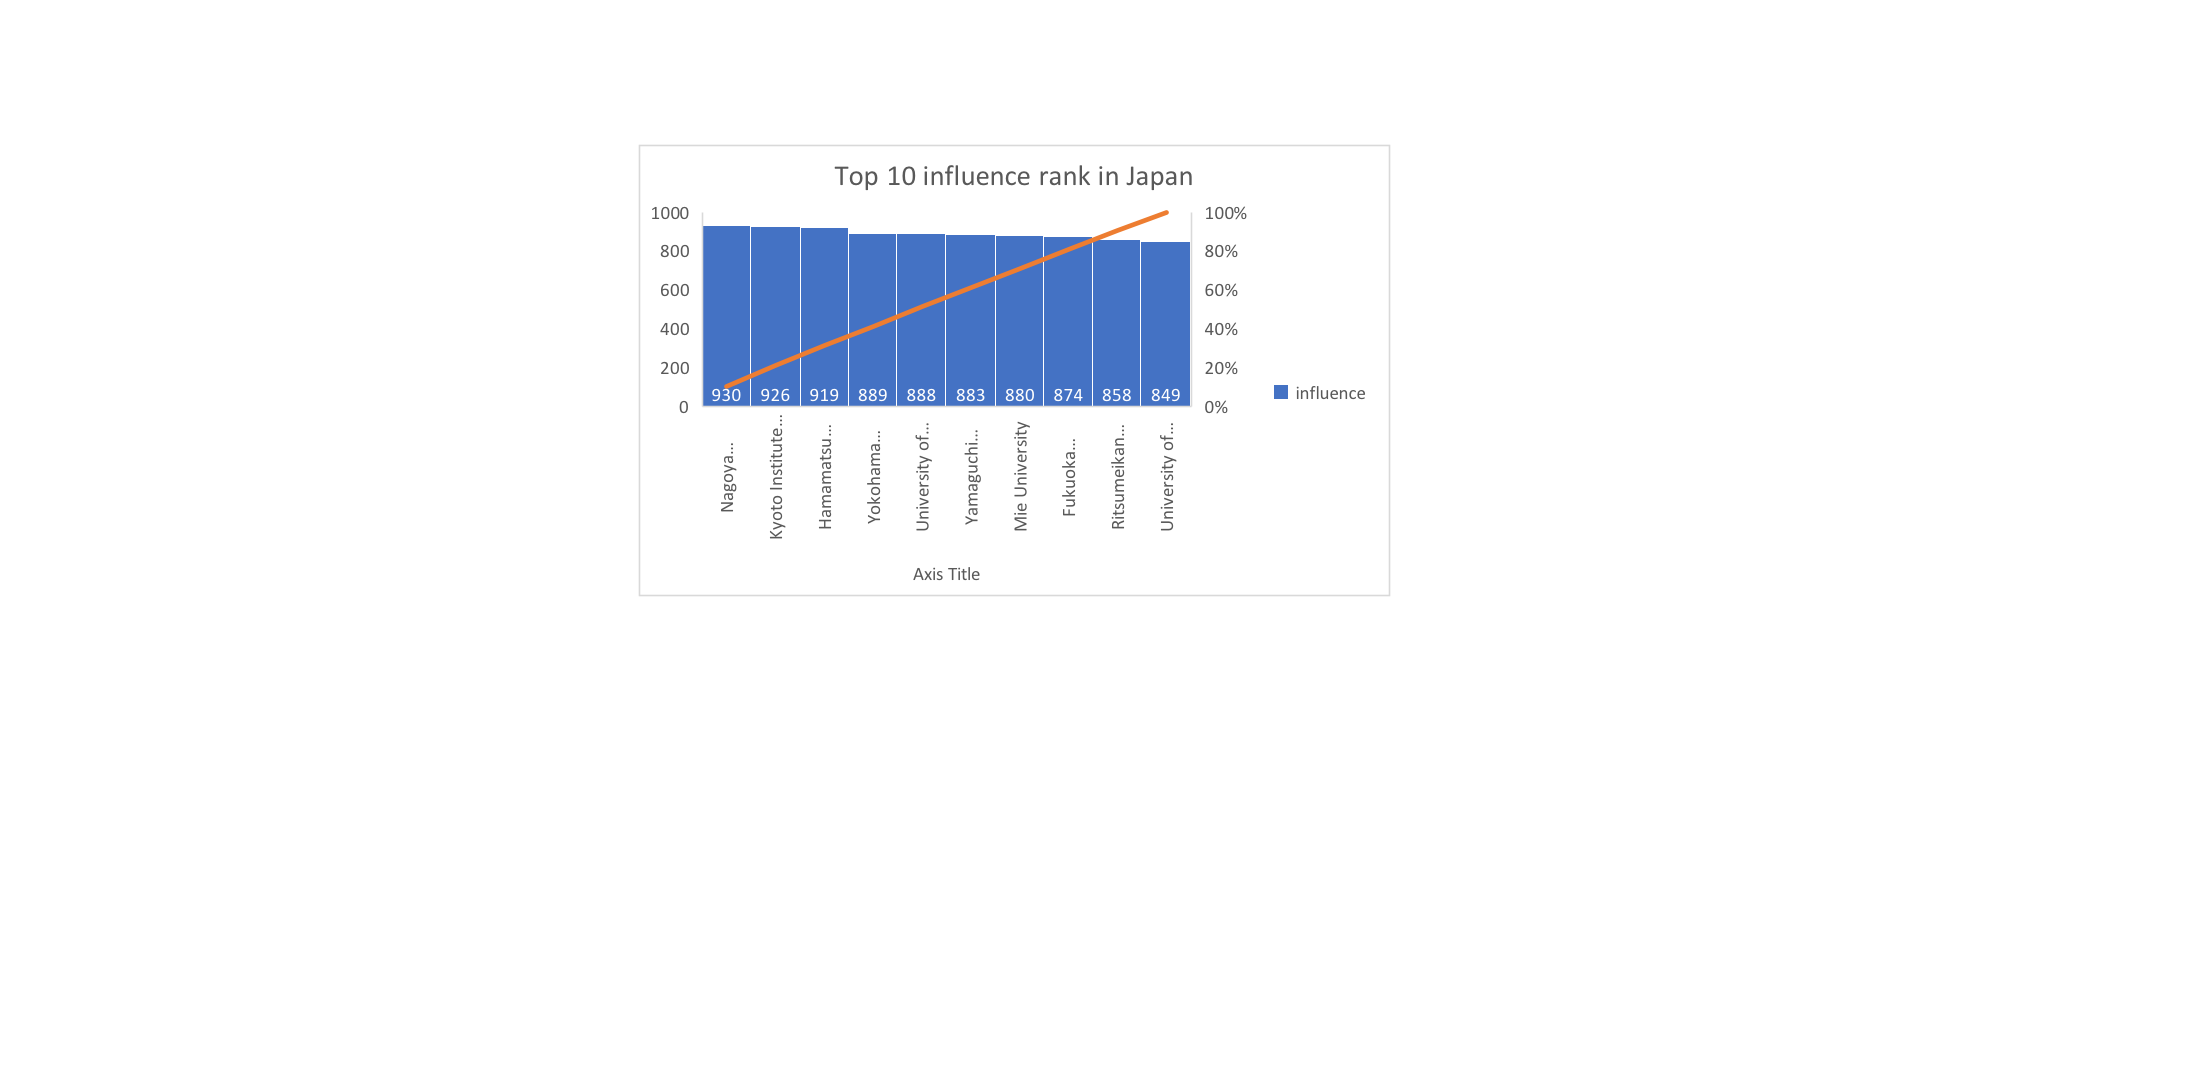 Top 10 influence rank in Japan
1000
800
600
400
200
0
100%
80%
60%
40%
20%
0%
930 926 919 889 888 883 880 874 858 849
Nagoya...
Kyoto Institute...
Hamamatsu...
Yokohama...
University of...
Yamaguchi...
Mie University
Fukuoka...
Ritsumeikan...
University of...
Axis Title
influence